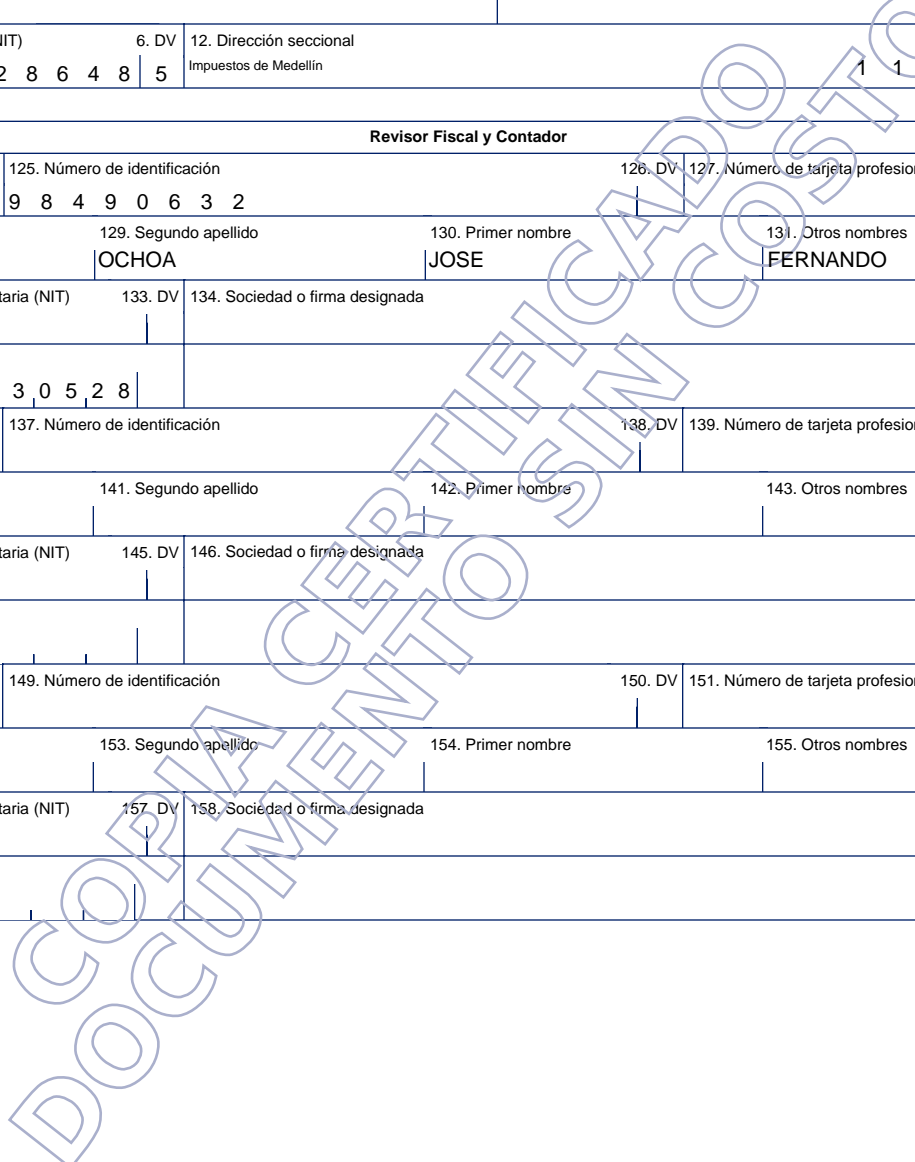 NIT) 6. DV 12. Dirección seccional
2 8 6 4 8 5 Impuestos de Medellín 1 1
Revisor Fiscal y Contador
125. Número de identificación 126. DV 127. Número de tarjeta profesion
9 8 4 9 0 6 3 2
129. Segundo apellido 130. Primer nombre 131. Otros nombres
OCHOA JOSE FERNANDO
taria (NIT) 133. DV 134. Sociedad o firma designada
3 0 5 2 8
137. Número de identificación 138. DV 139. Número de tarjeta profesion
141. Segundo apellido 142. Primer nombre 143. Otros nombres
taria (NIT) 145. DV 146. Sociedad o firma designada
149. Número de identificación 150. DV 151. Número de tarjeta profesion
153. Segundo apellido 154. Primer nombre 155. Otros nombres
taria (NIT) 157. DV 158. Sociedad o firma designada
COPIA CERTIFICADO
DOCUMENTO SIN COSTO